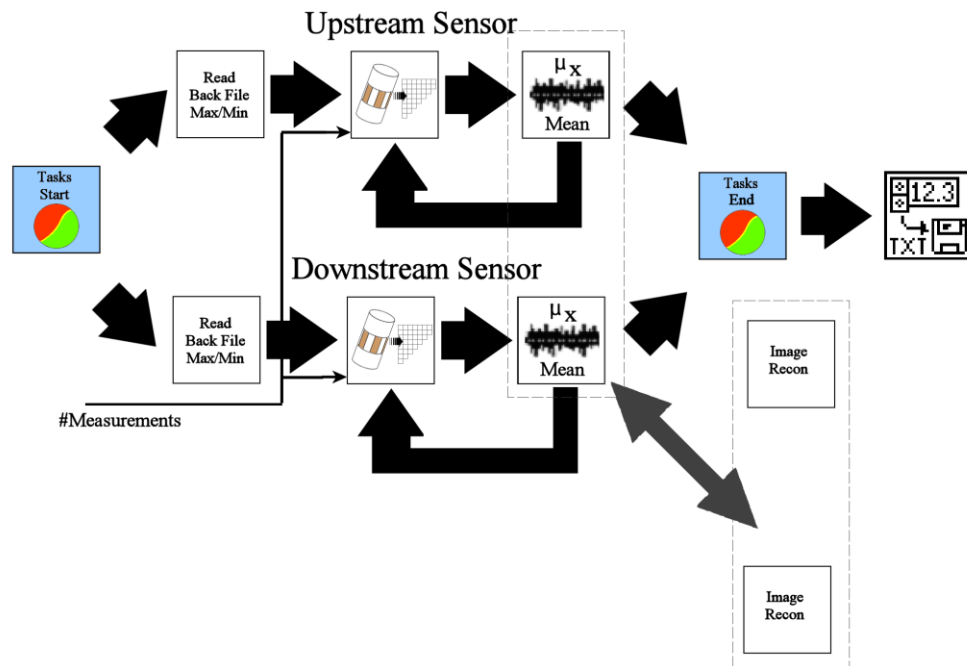 Upstream Sensor
Read
Back File
Max/Min
μx
Mean
Tasks
Start
Tasks
End
12.3
TXT
Downstream Sensor
Read
Back File
Max/Min
μx
Mean
#Measurements
Image
Recon
Image
Recon